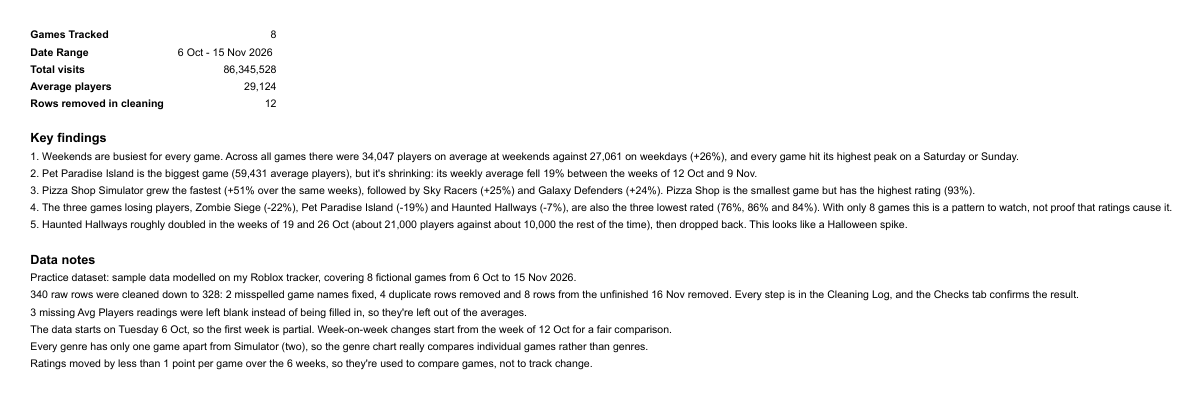 Games Tracked 8
Date Range 6 Oct - 15 Nov 2026
Total visits 86,345,528
Average players 29,124
Rows removed in cleaning 12
Key findings
1. Weekends are busiest for every game. Across all games there were 34,047 players on average at weekends against 27,061 on weekdays (+26%), and every game hit its highest peak on a Saturday or Sunday.
2. Pet Paradise Island is the biggest game (59,431 average players), but it's shrinking: its weekly average fell 19% between the weeks of 12 Oct and 9 Nov.
3. Pizza Shop Simulator grew the fastest (+51% over the same weeks), followed by Sky Racers (+25%) and Galaxy Defenders (+24%). Pizza Shop is the smallest game but has the highest rating (93%).
4. The three games losing players, Zombie Siege (-22%), Pet Paradise Island (-19%) and Haunted Hallways (-7%), are also the three lowest rated (76%, 86% and 84%). With only 8 games this is a pattern to watch, not proof that ratings cause it.
5. Haunted Hallways roughly doubled in the weeks of 19 and 26 Oct (about 21,000 players against about 10,000 the rest of the time), then dropped back. This looks like a Halloween spike.
Data notes
Practice dataset: sample data modelled on my Roblox tracker, covering 8 fictional games from 6 Oct to 15 Nov 2026.
340 raw rows were cleaned down to 328: 2 misspelled game names fixed, 4 duplicate rows removed and 8 rows from the unfinished 16 Nov removed. Every step is in the Cleaning Log, and the Checks tab confirms the result.
3 missing Avg Players readings were left blank instead of being filled in, so they're left out of the averages.
The data starts on Tuesday 6 Oct, so the first week is partial. Week-on-week changes start from the week of 12 Oct for a fair comparison.
Every genre has only one game apart from Simulator (two), so the genre chart really compares individual games rather than genres.
Ratings moved by less than 1 point per game over the 6 weeks, so they're used to compare games, not to track change.